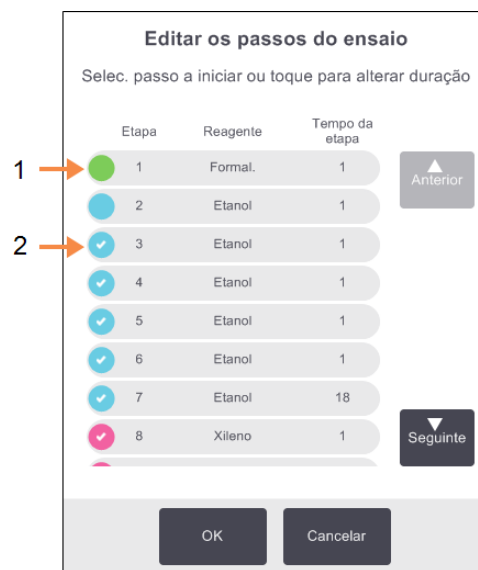 Editar os passos do ensaio
Selec. passo a iniciar ou toque para alterar duração
Etapa Reagente Tempo da etapa
1 1 Formal. 1
Anterior
2 Etanol 1
2 3 Etanol 1
4 Etanol 1
5 Etanol 1
6 Etanol 1
7 Etanol 18
8 Xileno 1
Seguinte
OK Cancelar